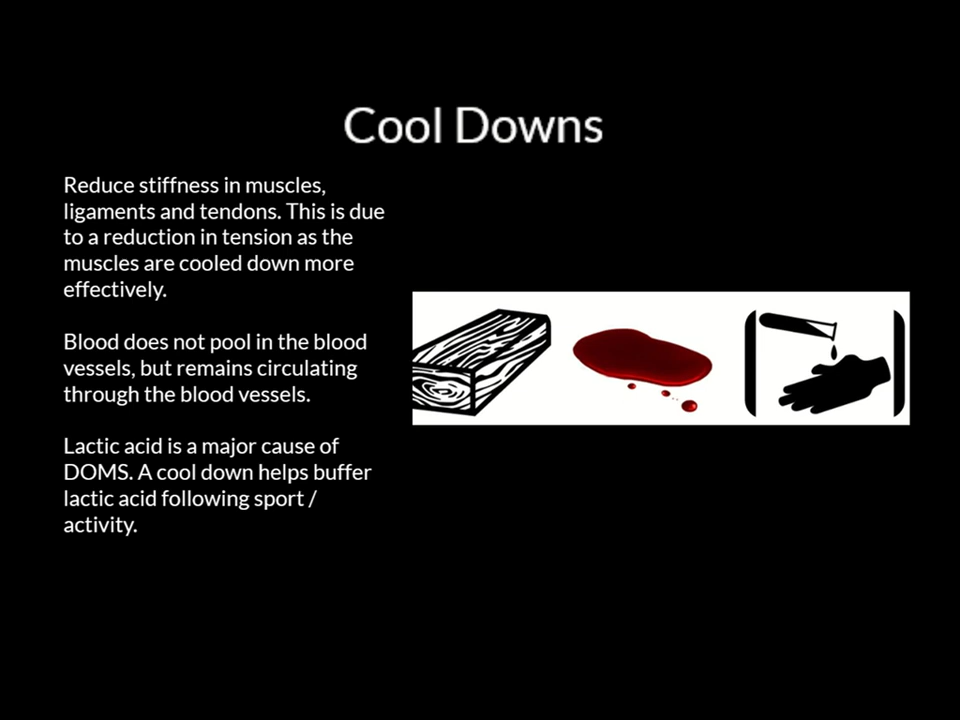 Cool Downs
Reduce stiffness in muscles,
ligaments and tendons. This is due
to a reduction in tension as the
muscles are cooled down more
effectively.
Blood does not pool in the blood
vessels, but remains circulating
through the blood vessels.
Lactic acid is a major cause of
DOMS. A cool down helps buffer
lactic acid following sport /
activity.